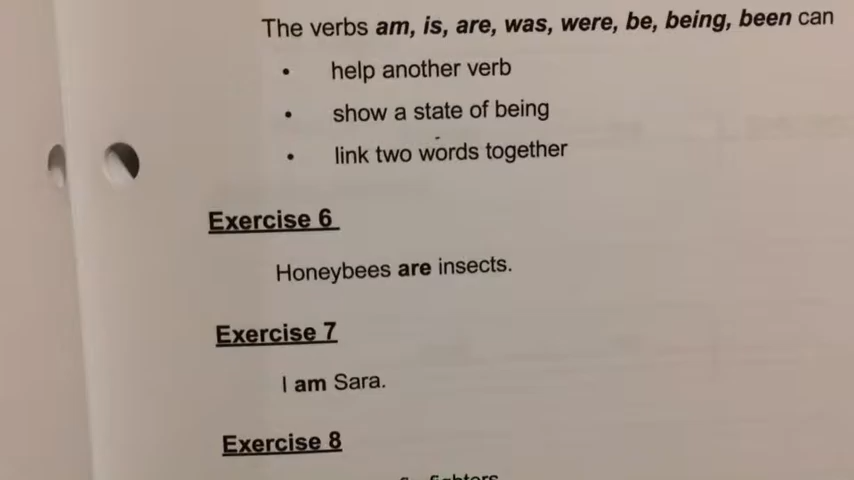 The verbs am, is, are, was, were, be, being, been can
• help another verb
• show a state of being
• link two words together
Exercise 6
Honeybees are insects.
Exercise 7
I am Sara.
Exercise 8